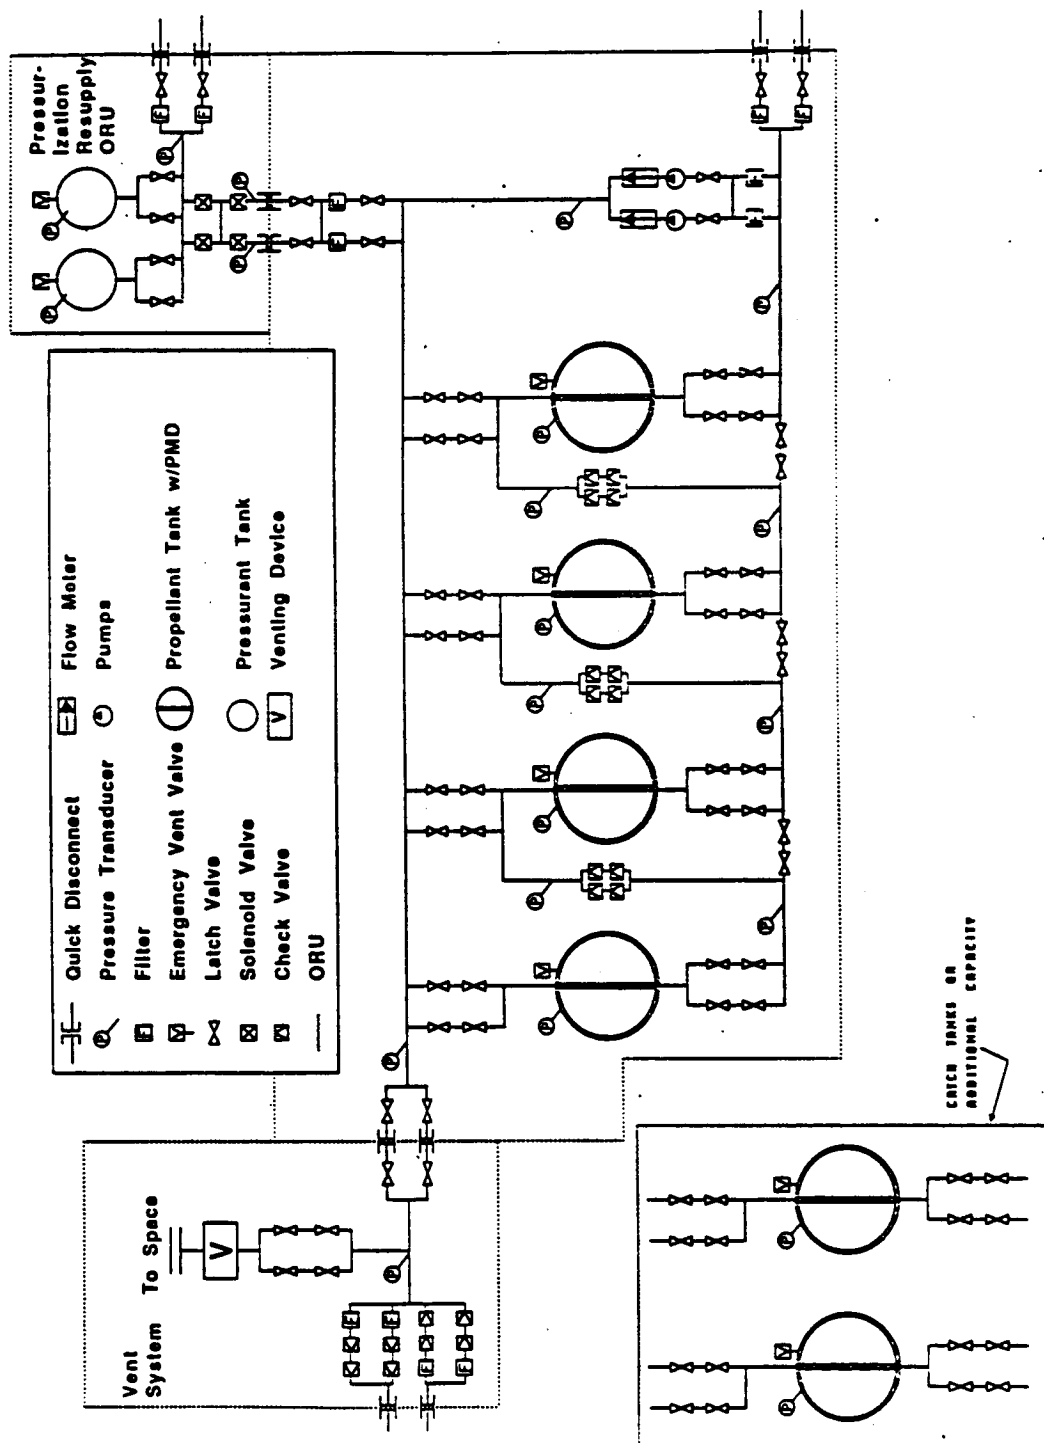 Pressur-
ization
Resupply
ORU
Quick Disconnect
Pressure Transducer
Filter
Emergency Vent Valve
Latch Valve
Solenoid Valve
Check Valve
ORU
Flow Meter
Pumps
Propellant Tank w/PMD
Pressurant Tank
Venting Device
Vent
System
To Space
V
CATCH TANKS OR
ADDITIONAL CAPACITY